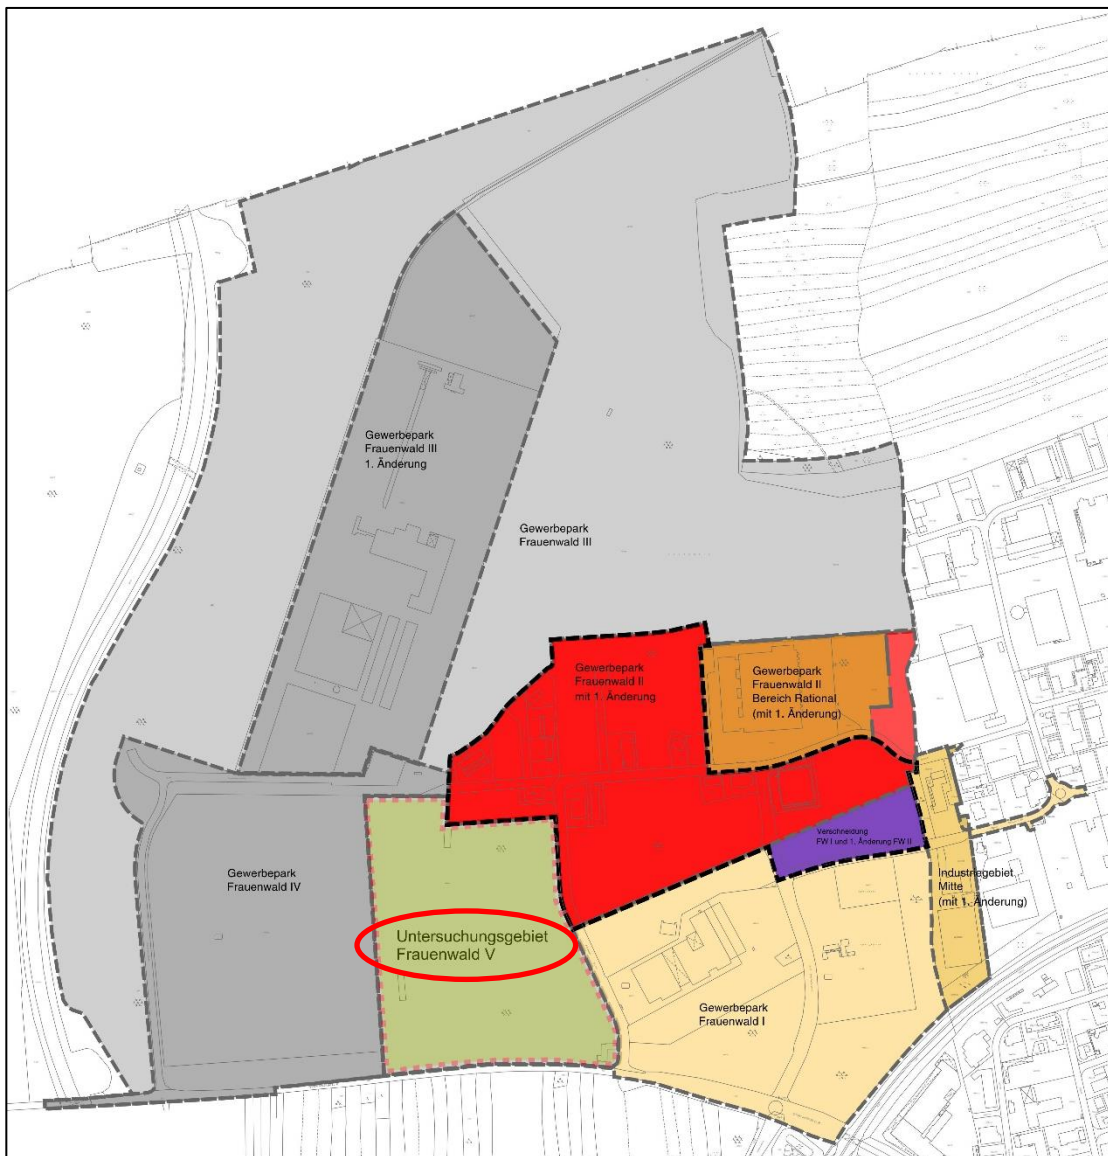 Gewerbepark
Frauenwald III
1. Änderung
Gewerbepark
Frauenwald III
Gewerbepark
Frauenwald II
mit 1. Änderung
Gewerbepark
Frauenwald II
Bereich Rational
(mit 1. Änderung)
Verschneidung
FW I und 1. Änderung FW II
Gewerbepark
Frauenwald IV
Industriegebiet
Mitte
(mit 1. Änderung)
Untersuchungsgebiet
Frauenwald V
Gewerbepark
Frauenwald I